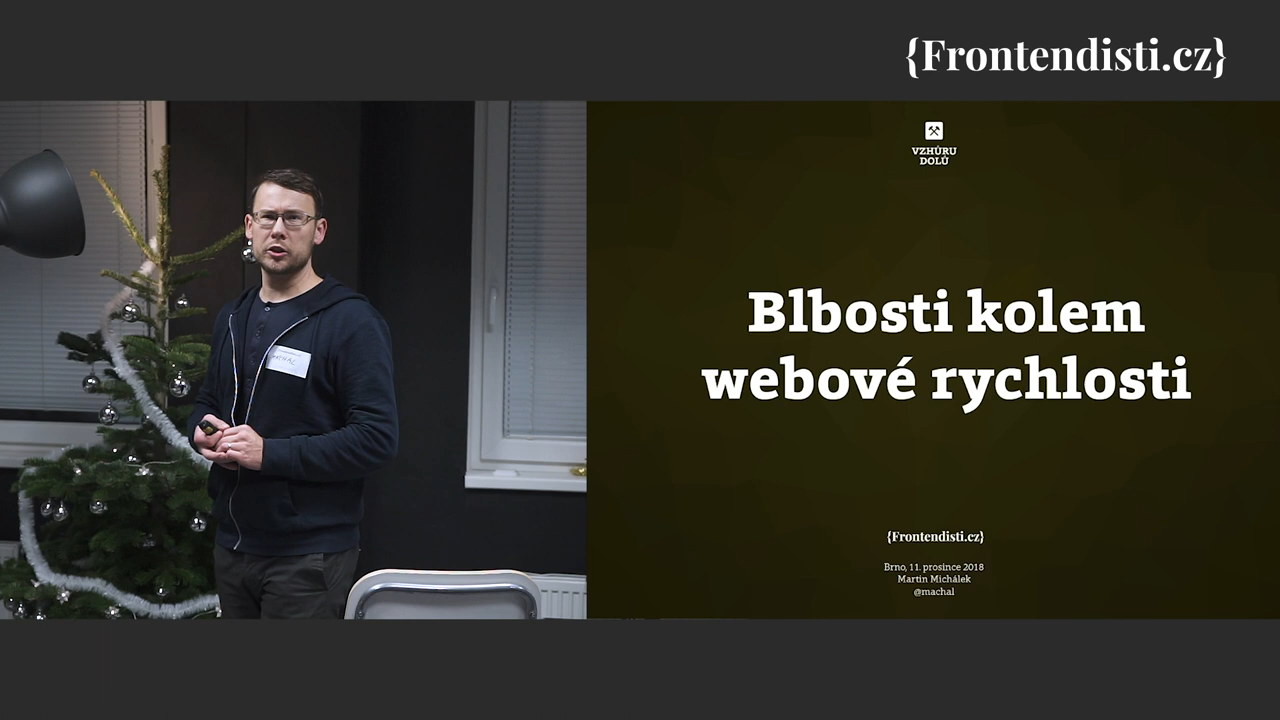 {Frontendisti.cz}
VZHŮRU
DOLŮ
Blbosti kolem
webové rychlosti
{Frontendisti.cz}
Brno, 11. prosince 2018
Martin Michálek
@machal